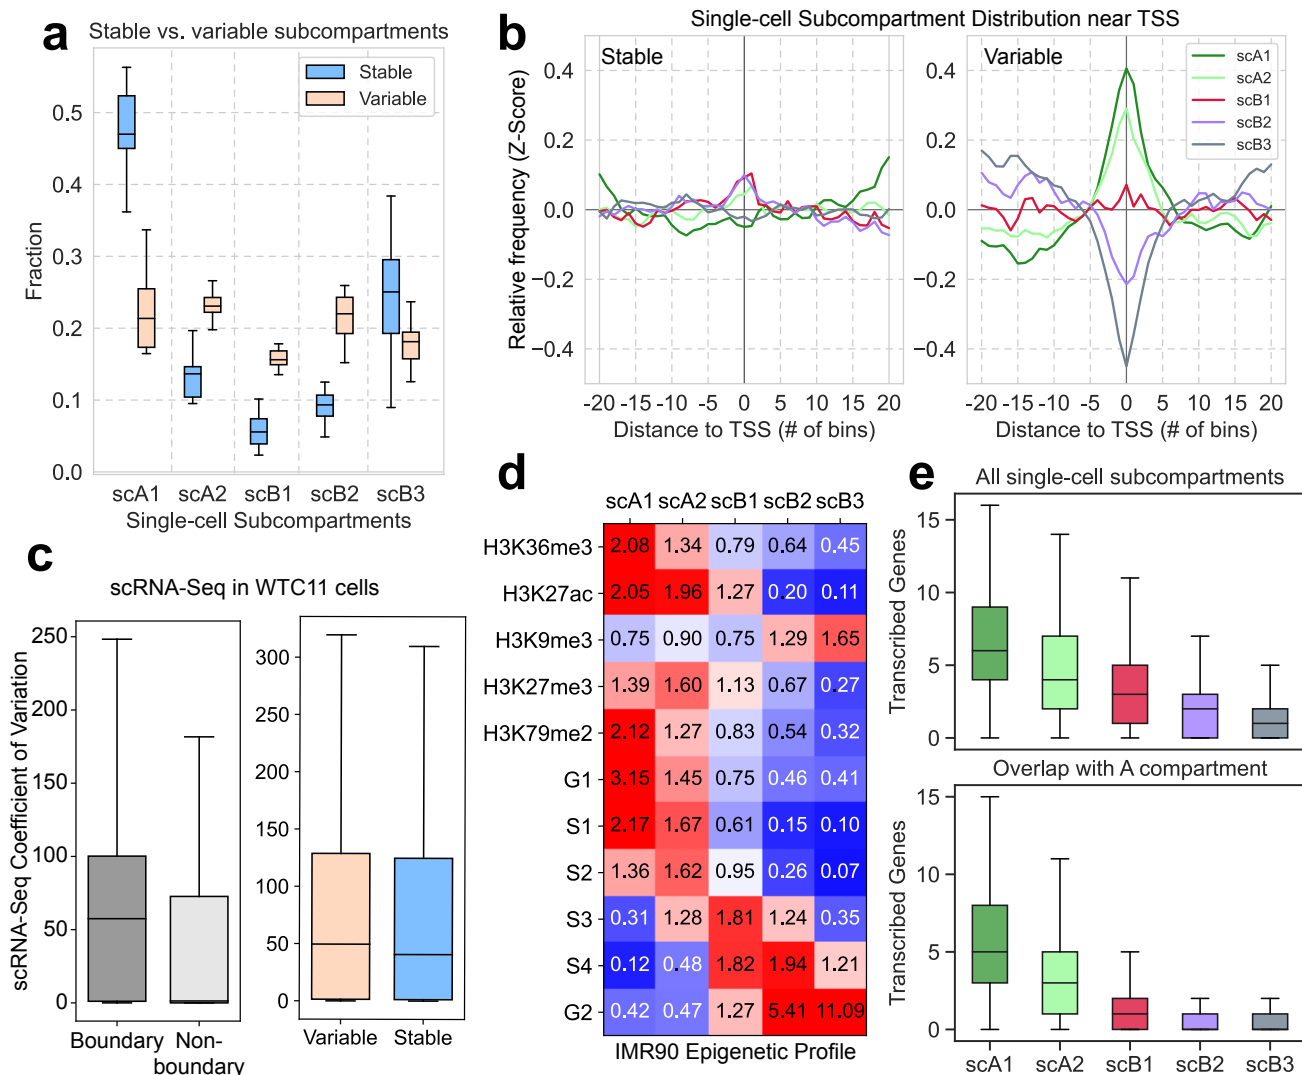 a
Stable vs. variable subcompartments
Stable
Variable
Fraction
0.5
0.4
0.3
0.2
0.1
0.0
scA1 scA2 scB1 scB2 scB3
Single-cell Subcompartments
b
Single-cell Subcompartment Distribution near TSS
Stable
Variable
scA1
scA2
scB1
scB2
scB3
Relative frequency (Z-Score)
0.4
0.2
0.0
−0.2
−0.4
0.4
0.2
0.0
−0.2
−0.4
-20 -15 -10 -5 0 5 10 15 20
Distance to TSS (# of bins)
-20 -15 -10 -5 0 5 10 15 20
Distance to TSS (# of bins)
c
scRNA-Seq in WTC11 cells
scRNA-Seq Coefficient of Variation
250
200
150
100
50
0
Boundary Non-
boundary
300
250
200
150
100
50
0
Variable Stable
d
scA1 scA2 scB1 scB2 scB3
H3K36me3 2.08 1.34 0.79 0.64 0.45
H3K27ac 2.05 1.96 1.27 0.20 0.11
H3K9me3 0.75 0.90 0.75 1.29 1.65
H3K27me3 1.39 1.60 1.13 0.67 0.27
H3K79me2 2.12 1.27 0.83 0.54 0.32
G1 3.15 1.45 0.75 0.46 0.41
S1 2.17 1.67 0.61 0.15 0.10
S2 1.36 1.62 0.95 0.26 0.07
S3 0.31 1.28 1.81 1.24 0.35
S4 0.12 0.48 1.82 1.94 1.21
G2 0.42 0.47 1.27 5.41 11.09
IMR90 Epigenetic Profile
e
All single-cell subcompartments
Transcribed Genes
15
10
5
0
Overlap with A compartment
Transcribed Genes
15
10
5
0
scA1 scA2 scB1 scB2 scB3